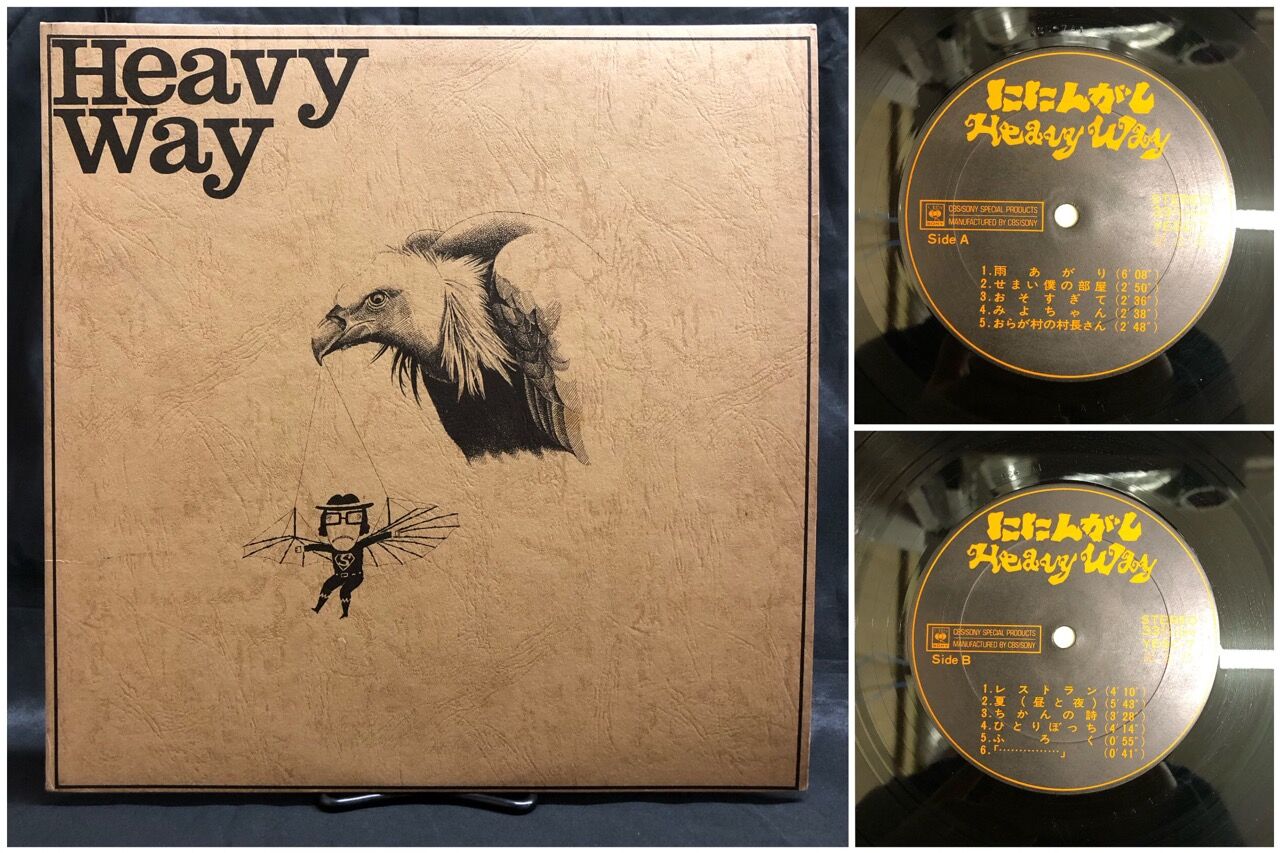 Heavy
Way
ににんがし
Heavy Way
CBS/SONY SPECIAL PRODUCTS
MANUFACTURED BY CBS/SONY
SONY
Side A
STEREO
1.雨あがり(6'08")
2.せまい僕の部屋(2'50")
3.おそすぎて(2'36")
4.みよちゃん(2'38")
5.おらが村の村長さん(2'48")
ににんがし
Heavy Way
CBS/SONY SPECIAL PRODUCTS
MANUFACTURED BY CBS/SONY
SONY
Side B
STEREO
1.レストラン(4'10")
2.夏(昼と夜)(5'43")
3.ちかんの詩(3'28")
4.ひとりぼっち(4'14")
5.ふろく(0'55")
6.「……………」(0'41")
S